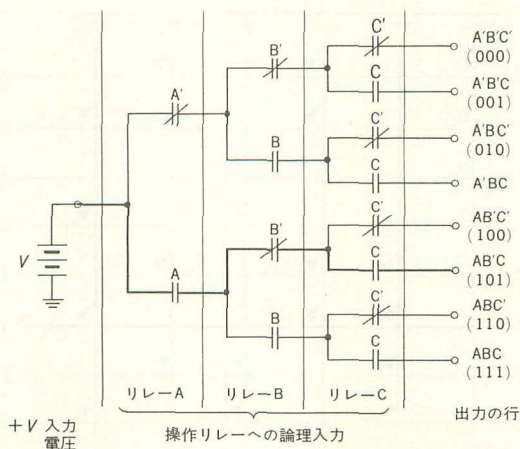 C'
A'B'C'
(000)
B'
C
A'B'C
(001)
A'
C'
A'BC'
(010)
B
C
A'BC
V
C'
AB'C'
(100)
B'
A
C
AB'C
(101)
C'
ABC'
(110)
B
C
ABC
(111)
リレーA
リレーB
リレーC
+V 入力
電圧
操作リレーへの論理入力
出力の行